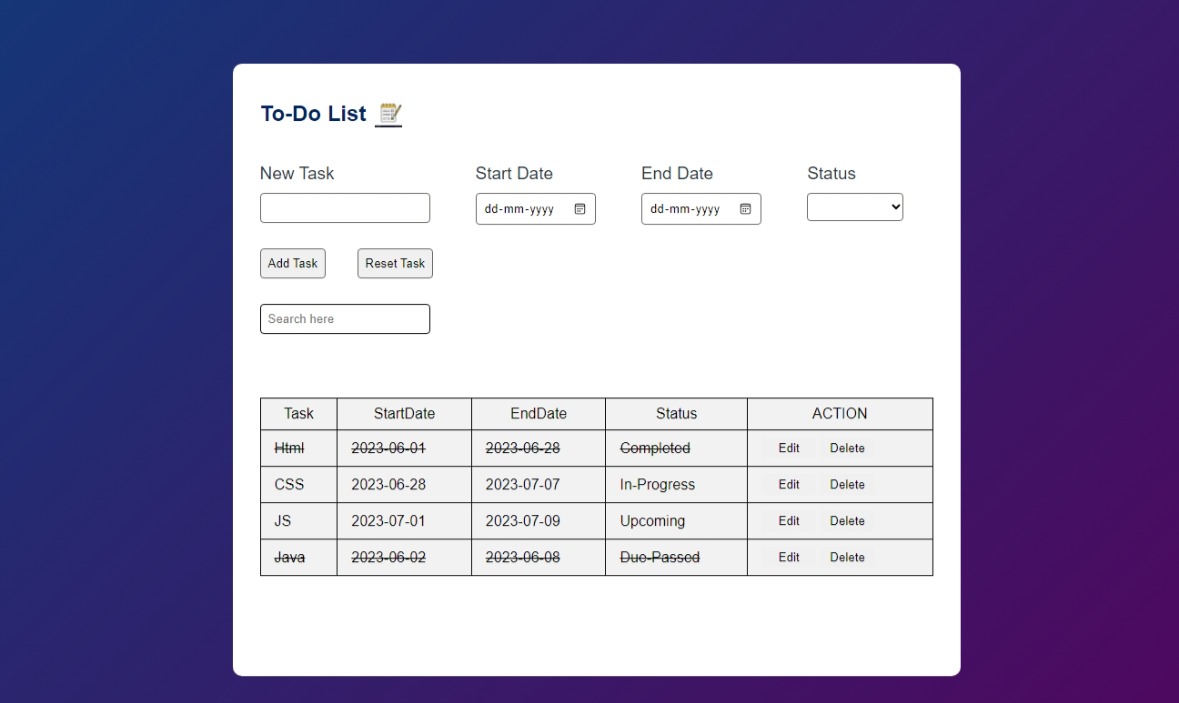 To-Do List
New Task Start Date End Date Status
dd-mm-yyyy dd-mm-yyyy
Add Task Reset Task
Search here
Task StartDate EndDate Status ACTION
Html 2023-06-01 2023-06-28 Completed Edit Delete
CSS 2023-06-28 2023-07-07 In-Progress Edit Delete
JS 2023-07-01 2023-07-09 Upcoming Edit Delete
Java 2023-06-02 2023-06-08 Due-Passed Edit Delete